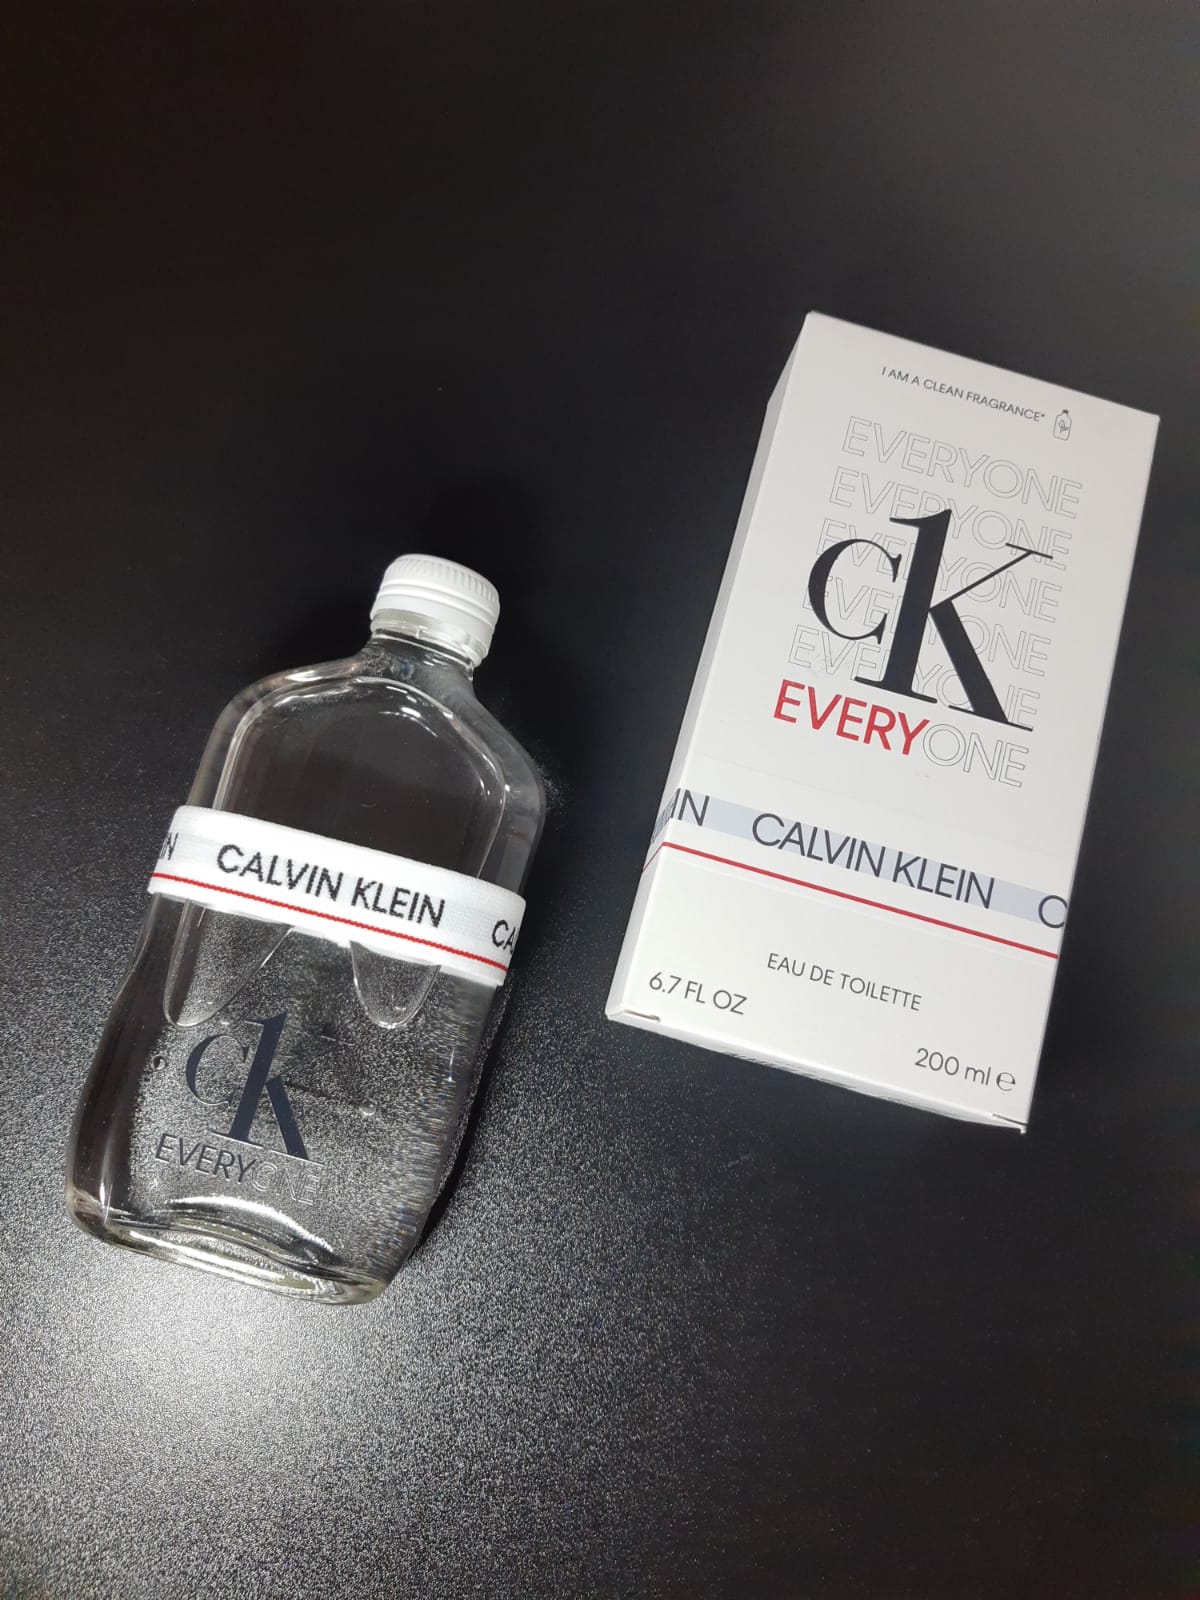 I AM A CLEAN FRAGRANCE*
EVERYONE
EVERYONE
EVERYONE
EVERYONE
EVERYONE
ck
EVERYONE
IN CALVIN KLEIN C
EAU DE TOILETTE
6.7 FL OZ
200 ml ℮
N CALVIN KLEIN CA
ck
EVERYONE